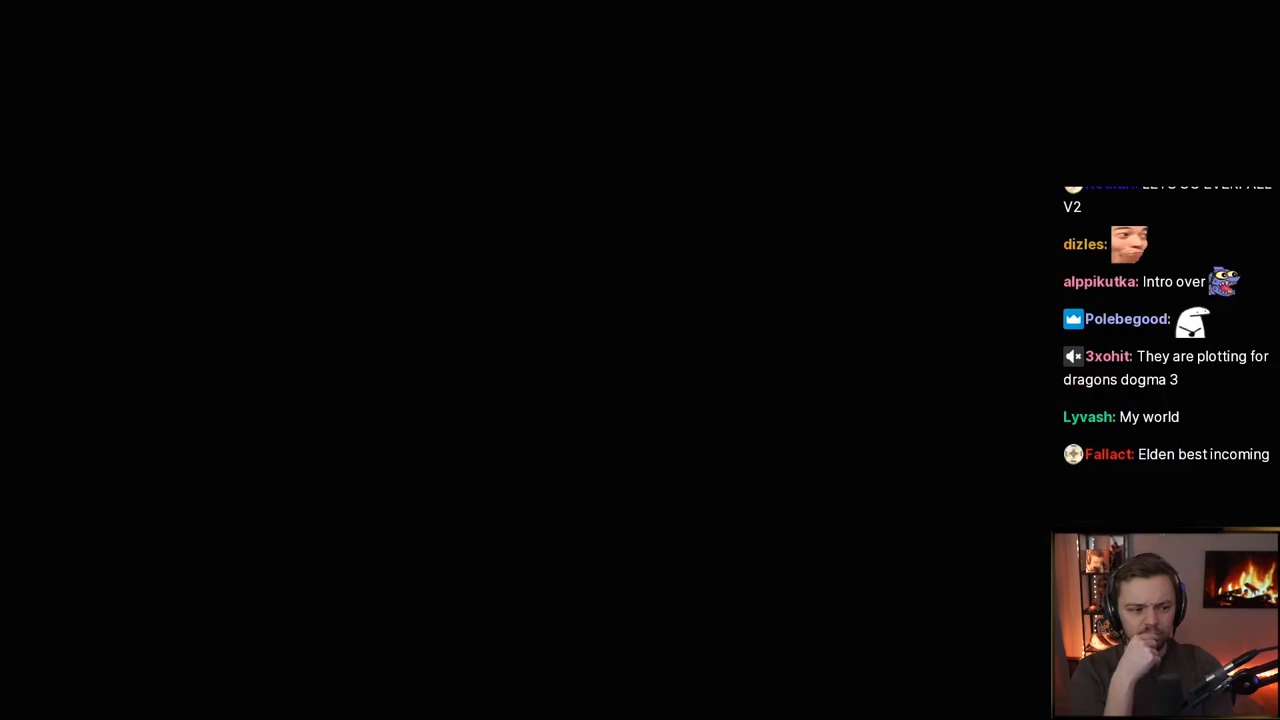 V2
dizles:
alppikutka: Intro over
Polebegood:
3xohit: They are plotting for
dragons dogma 3
Lyvash: My world
Fallact: Elden best incoming